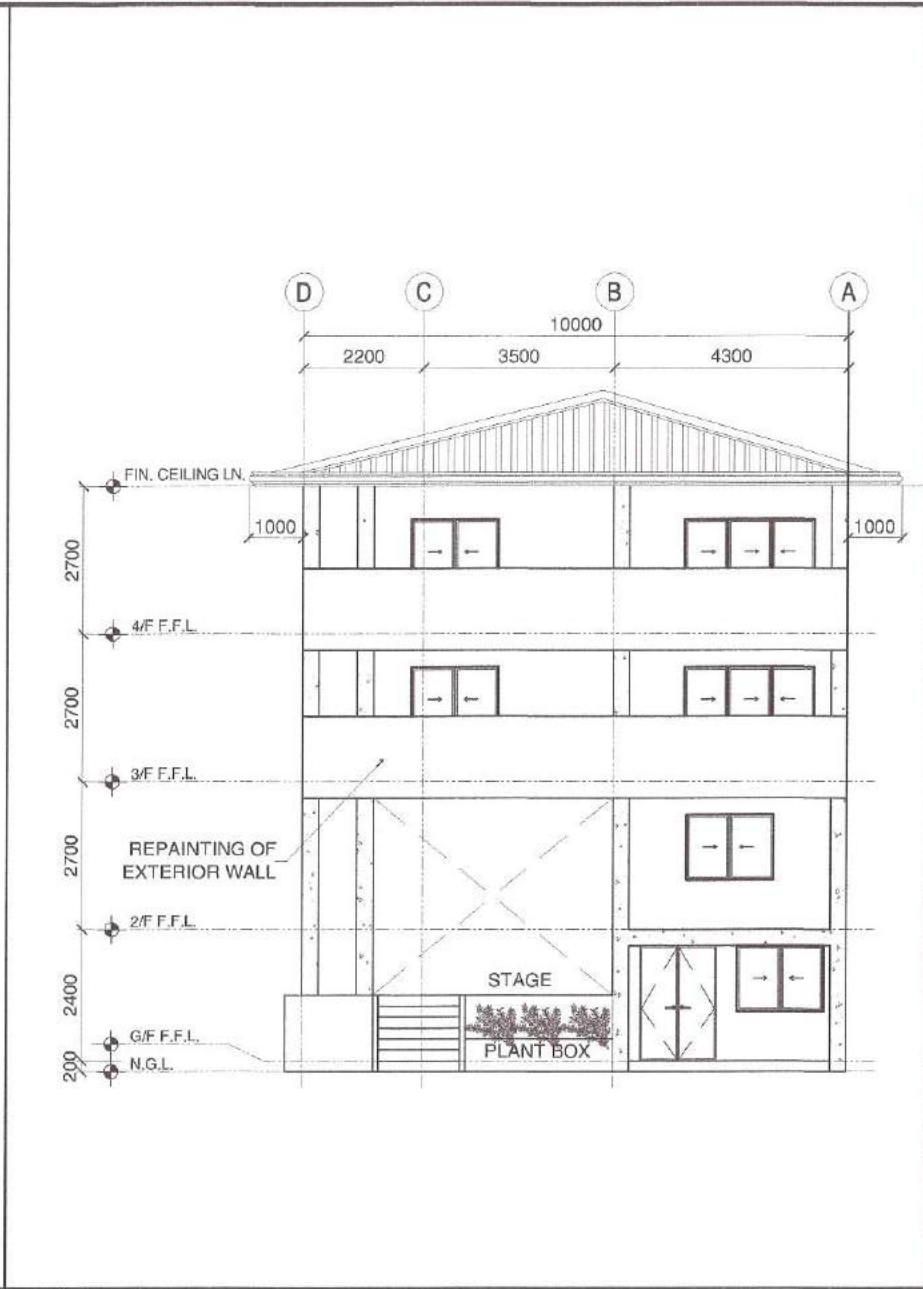 D
C
B
A
10000
2200
3500
4300
FIN. CEILING LN.
1000
1000
2700
4/F F.F.L.
2700
3/F F.F.L.
REPAINTING OF
EXTERIOR WALL
2700
2/F F.F.L.
STAGE
2400
G/F F.F.L.
PLANT BOX
200
N.G.L.